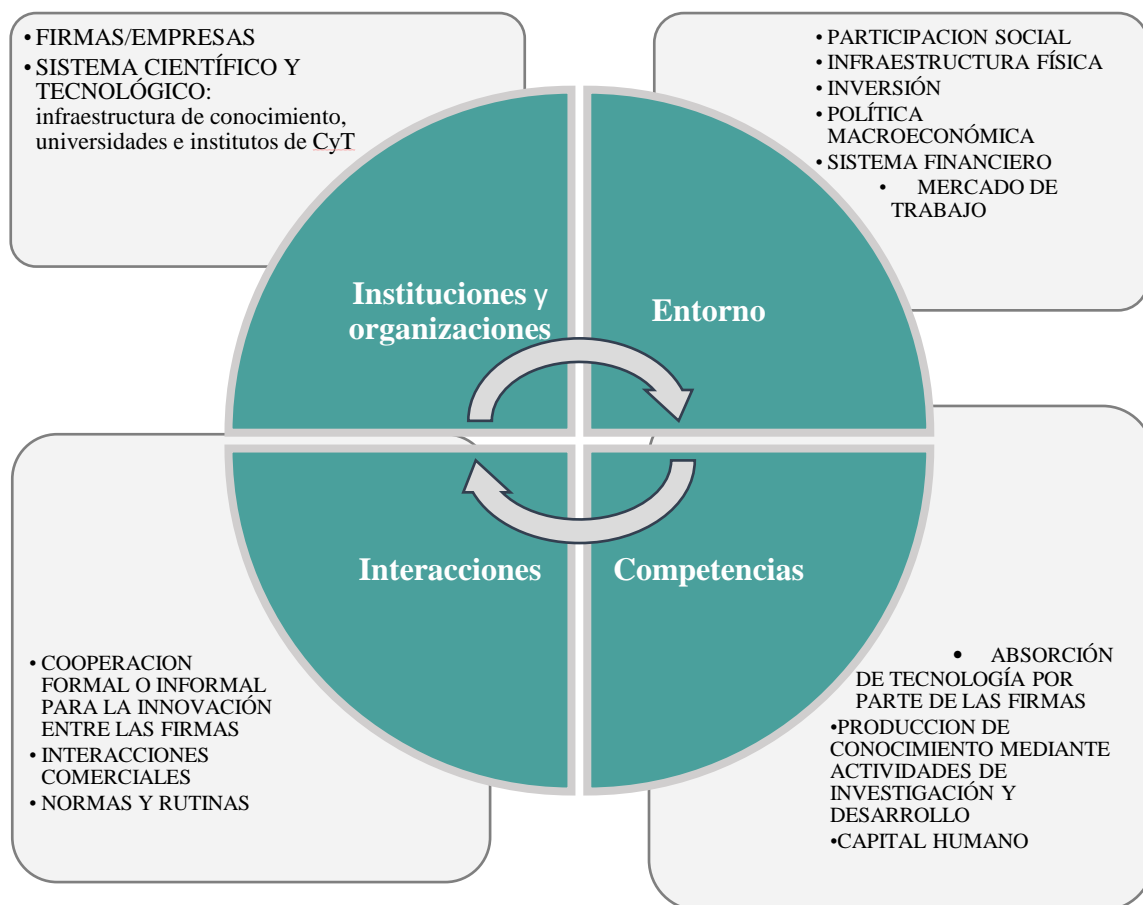 • FIRMAS/EMPRESAS
• SISTEMA CIENTÍFICO Y
TECNOLÓGICO:
infraestructura de conocimiento,
universidades e institutos de CyT
• PARTICIPACION SOCIAL
• INFRAESTRUCTURA FÍSICA
• INVERSIÓN
• POLÍTICA
MACROECONÓMICA
• SISTEMA FINANCIERO
• MERCADO DE
TRABAJO
Instituciones y
organizaciones
Entorno
Interacciones
Competencias
• COOPERACION
FORMAL O INFORMAL
PARA LA INNOVACIÓN
ENTRE LAS FIRMAS
• INTERACCIONES
COMERCIALES
• NORMAS Y RUTINAS
• ABSORCIÓN
DE TECNOLOGÍA POR
PARTE DE LAS FIRMAS
•PRODUCCION DE
CONOCIMIENTO MEDIANTE
ACTIVIDADES DE
INVESTIGACIÓN Y
DESARROLLO
•CAPITAL HUMANO